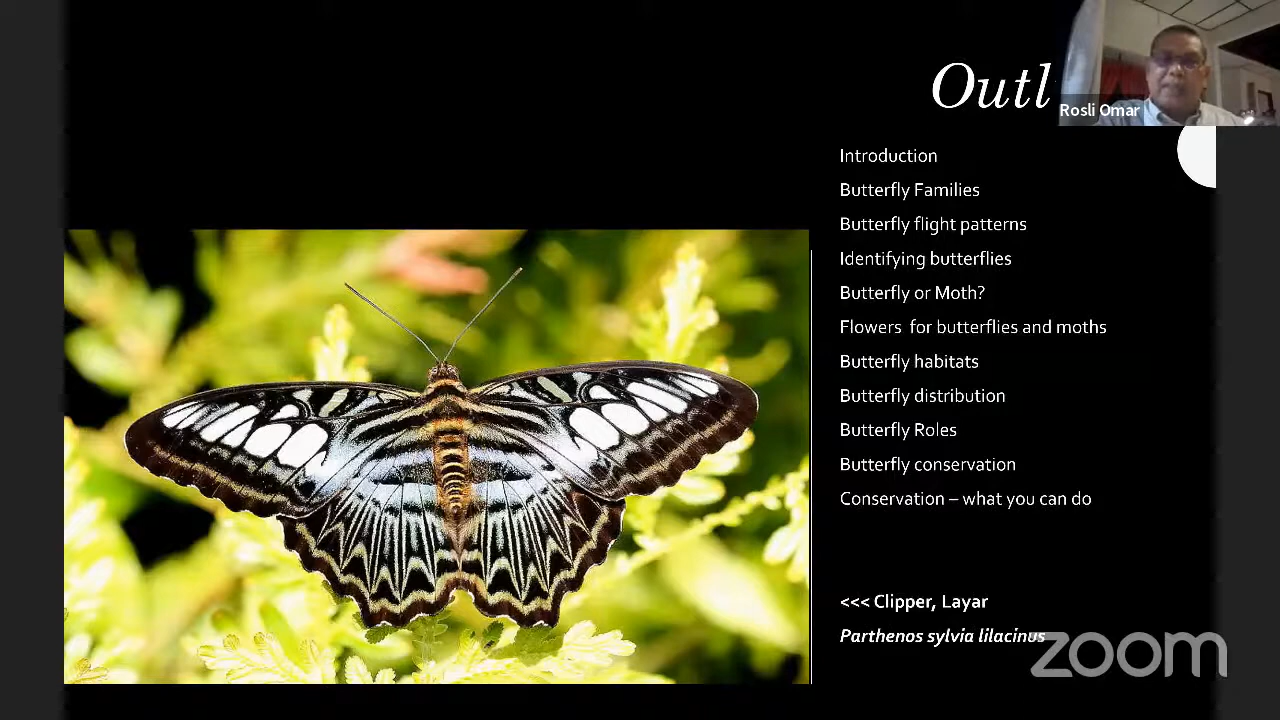 Outl
Rosli Omar
Introduction
Butterfly Families
Butterfly flight patterns
Identifying butterflies
Butterfly or Moth?
Flowers for butterflies and moths
Butterfly habitats
Butterfly distribution
Butterfly Roles
Butterfly conservation
Conservation – what you can do
<<< Clipper, Layar
Parthenos sylvia lilacinus
zoom